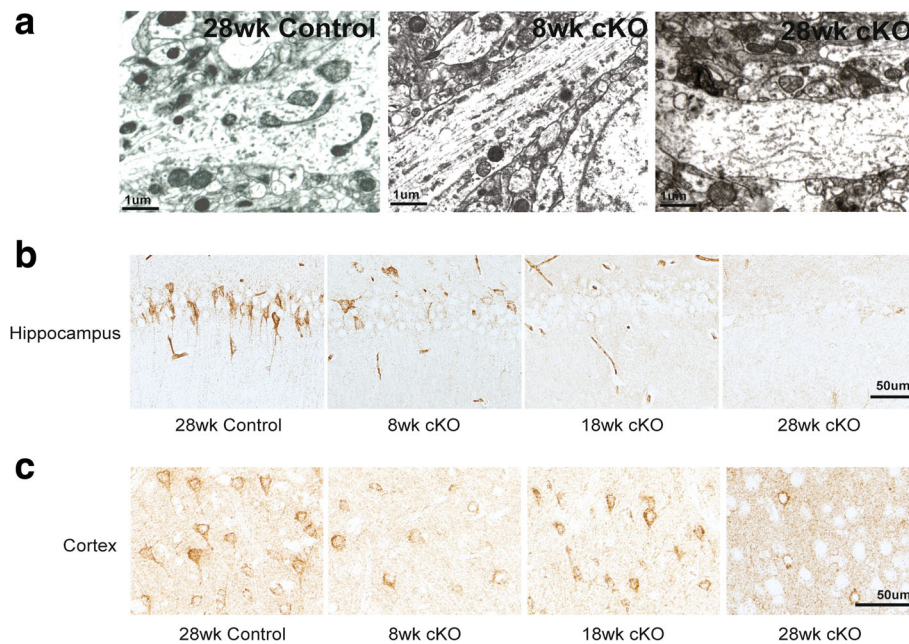 a
28wk Control
8wk cKO
28wk cKO
1um
1um
1um
b
Hippocampus
50um
28wk Control
8wk cKO
18wk cKO
28wk cKO
c
Cortex
50um
28wk Control
8wk cKO
18wk cKO
28wk cKO